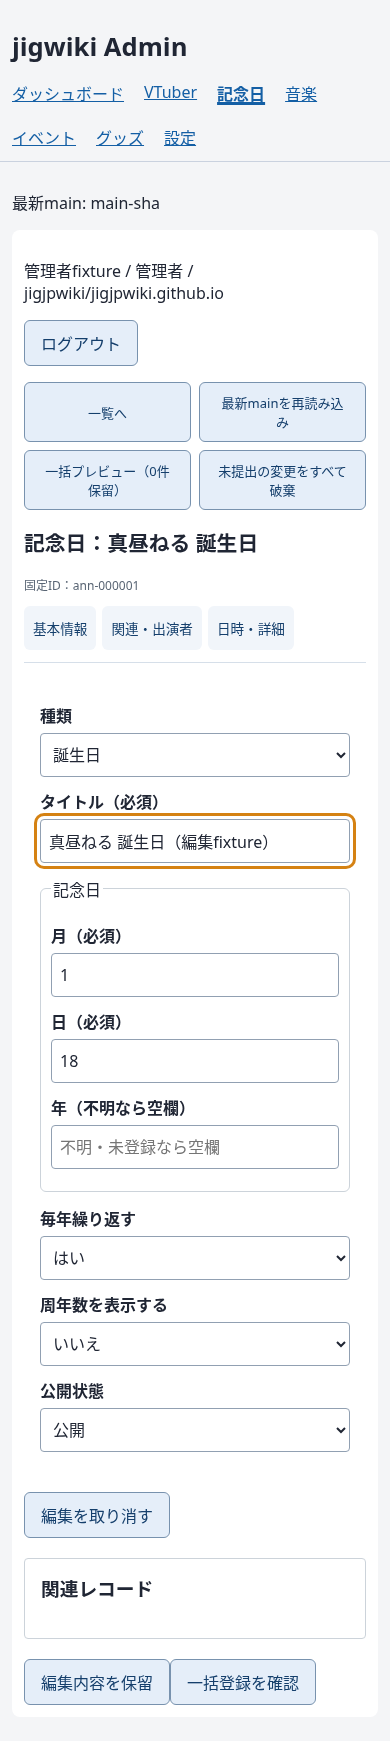 jigwiki Admin
ダッシュボード VTuber 記念日 音楽
イベント グッズ 設定
最新main: main-sha
管理者fixture / 管理者 /
jigjpwiki/jigjpwiki.github.io
ログアウト
一覧へ
最新mainを再読み込
み
一括プレビュー（0件
保留）
未提出の変更をすべて
破棄
記念日：真昼ねる 誕生日
固定ID：ann-000001
基本情報 関連・出演者 日時・詳細
種類
誕生日
タイトル（必須）
真昼ねる 誕生日（編集fixture）
記念日
月（必須）
1
日（必須）
18
年（不明なら空欄）
不明・未登録なら空欄
毎年繰り返す
はい
周年数を表示する
いいえ
公開状態
公開
編集を取り消す
関連レコード
編集内容を保留 一括登録を確認